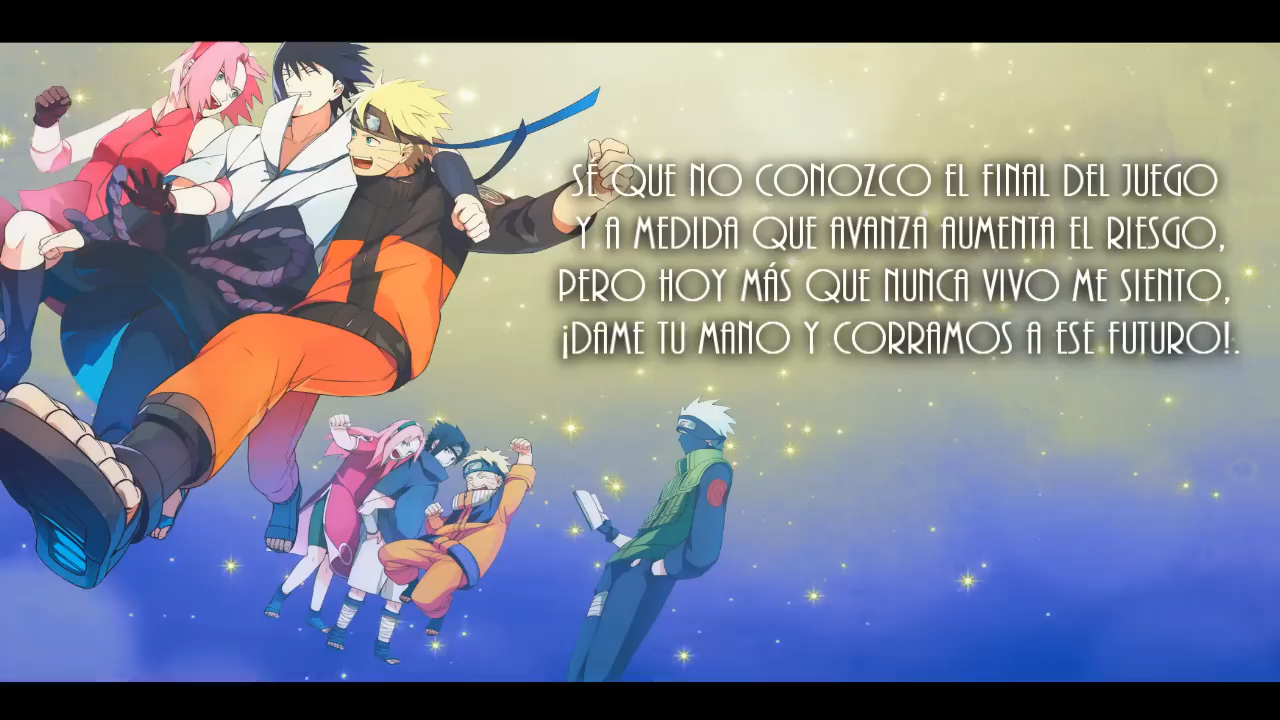 SÉ QUE NO CONOZCO EL FINAL DEL JUEGO
Y A MEDIDA QUE AVANZA AUMENTA EL RIESGO,
PERO HOY MÁS QUE NUNCA VIVO ME SIENTO,
¡DAME TU MANO Y CORRAMOS A ESE FUTURO!.